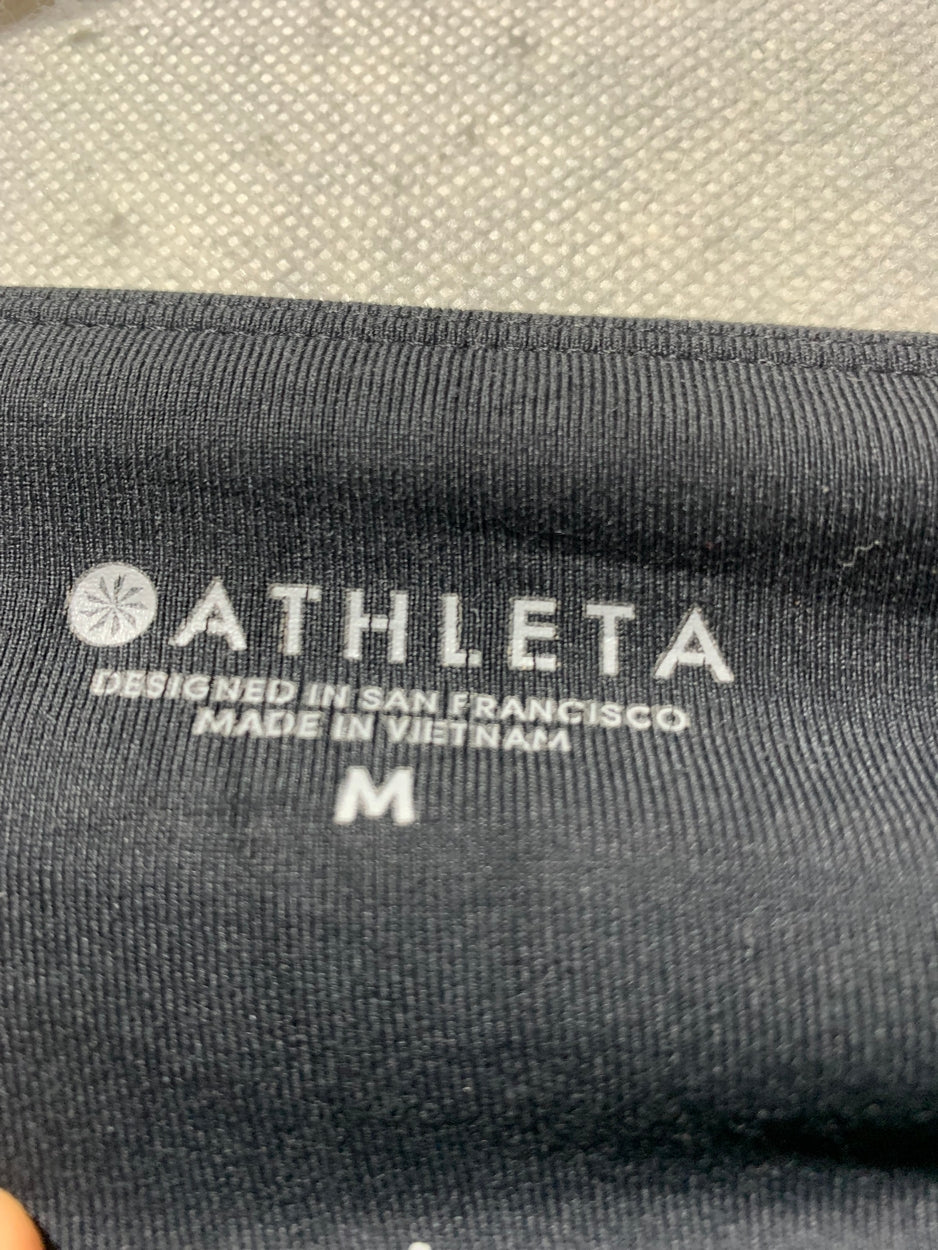 ATHLETA
DESIGNED IN SAN FRANCISCO
MADE IN VIETNAM
M